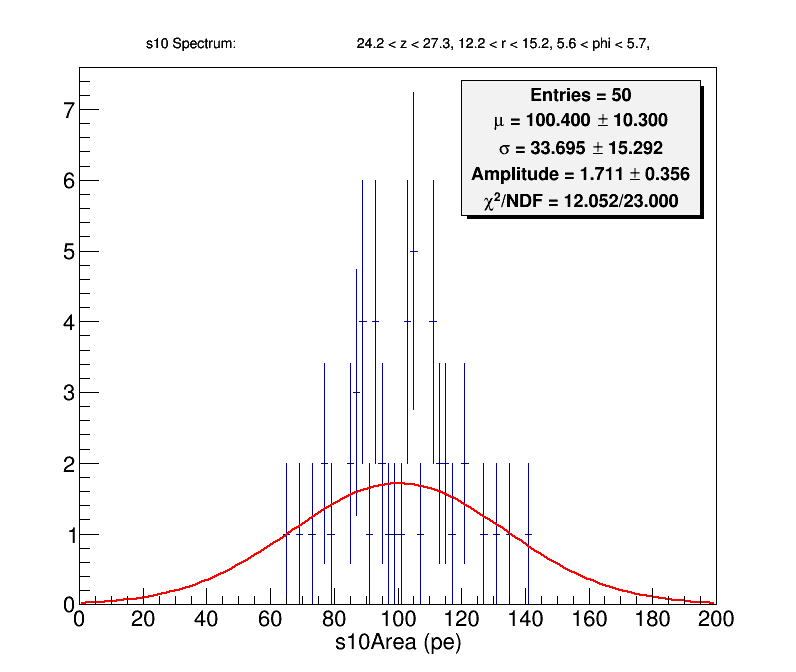 s10 Spectrum: 24.2 < z < 27.3, 12.2 < r < 15.2, 5.6 < phi < 5.7,
Entries = 50
μ = 100.400 ± 10.300
σ = 33.695 ± 15.292
Amplitude = 1.711 ± 0.356
χ²/NDF = 12.052/23.000
7
6
5
4
3
2
1
0
0 20 40 60 80 100 120 140 160 180 200
s10Area (pe)